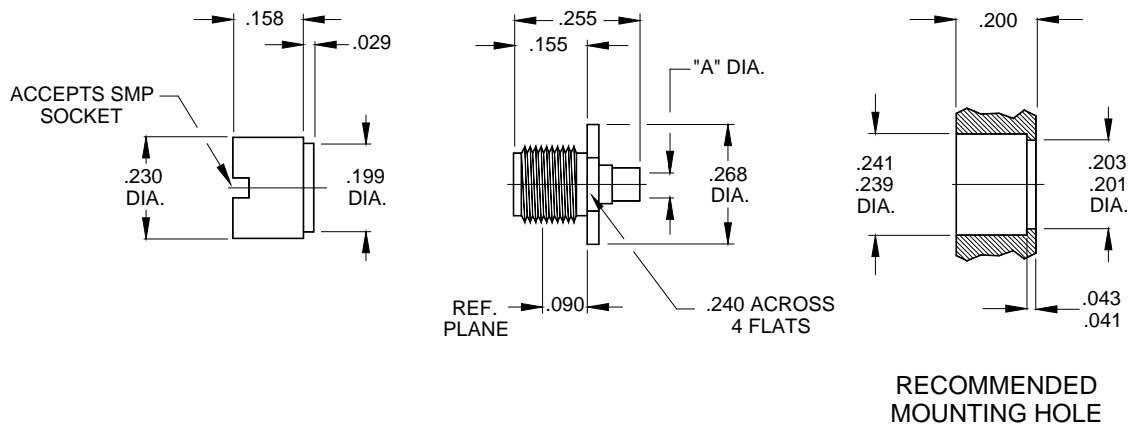 .158
.029
ACCEPTS SMP
SOCKET
.230
DIA.
.199
DIA.
.255
.155
"A" DIA.
.268
DIA.
REF.
PLANE
.090
.240 ACROSS
4 FLATS
.200
.241
.239
DIA.
.203
.201
DIA.
.043
.041
RECOMMENDED
MOUNTING HOLE